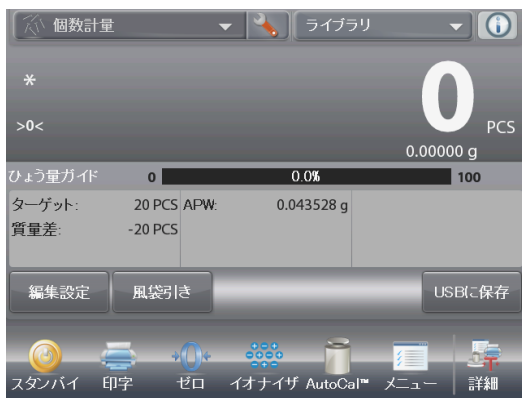 個数計量 ライブラリ
*
0
>0< PCS
0.00000 g
ひょう量ガイド 0 0.0% 100
ターゲット: 20 PCS APW: 0.043528 g
質量差: -20 PCS
編集設定 風袋引き USBに保存
スタンバイ 印字 ゼロ イオナイザ AutoCal™ メニュー 詳細